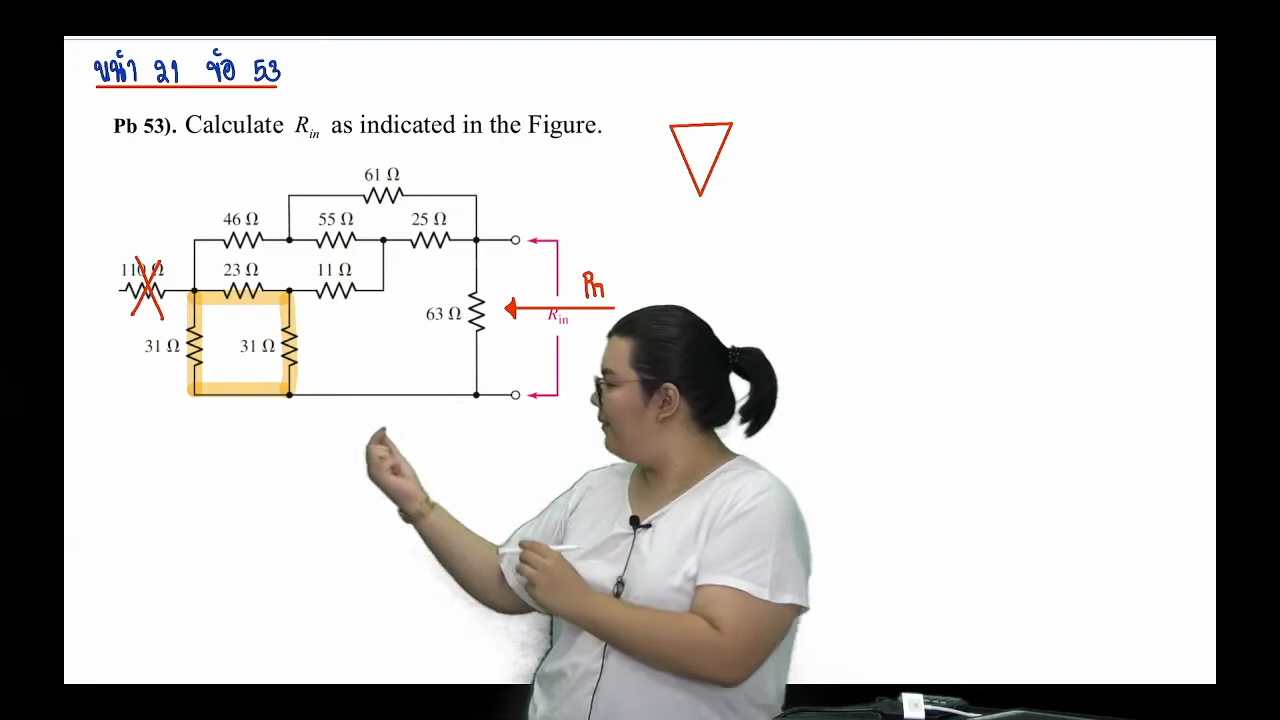 หน้า 21 ข้อ 53
Pb 53). Calculate R_in as indicated in the Figure.
61 Ω
46 Ω 55 Ω 25 Ω
110 Ω 23 Ω 11 Ω
63 Ω
R_in
31 Ω 31 Ω